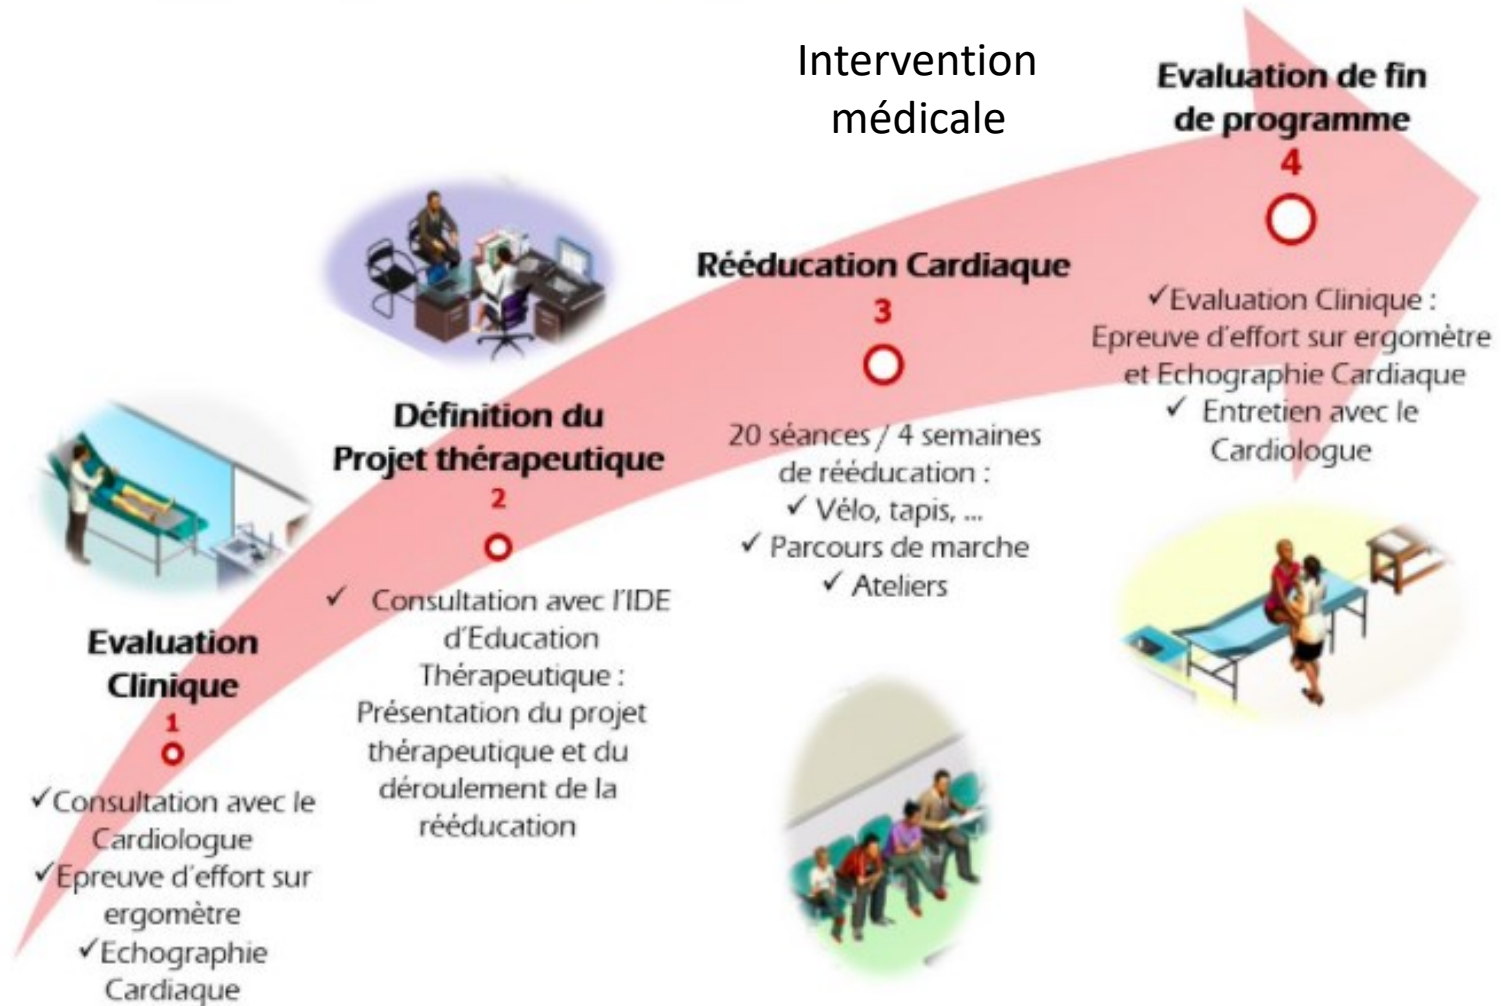 Intervention
médicale
Evaluation
Clinique
1
✓Consultation avec le
Cardiologue
✓Epreuve d'effort sur
ergomètre
✓Echographie
Cardiaque
Définition du
Projet thérapeutique
2
✓ Consultation avec l'IDE
d'Education
Thérapeutique :
Présentation du projet
thérapeutique et du
déroulement de la
rééducation
Rééducation Cardiaque
3
20 séances / 4 semaines
de rééducation :
✓ Vélo, tapis, ...
✓ Parcours de marche
✓ Ateliers
Evaluation de fin
de programme
4
✓Evaluation Clinique :
Epreuve d'effort sur ergomètre
et Echographie Cardiaque
✓ Entretien avec le
Cardiologue